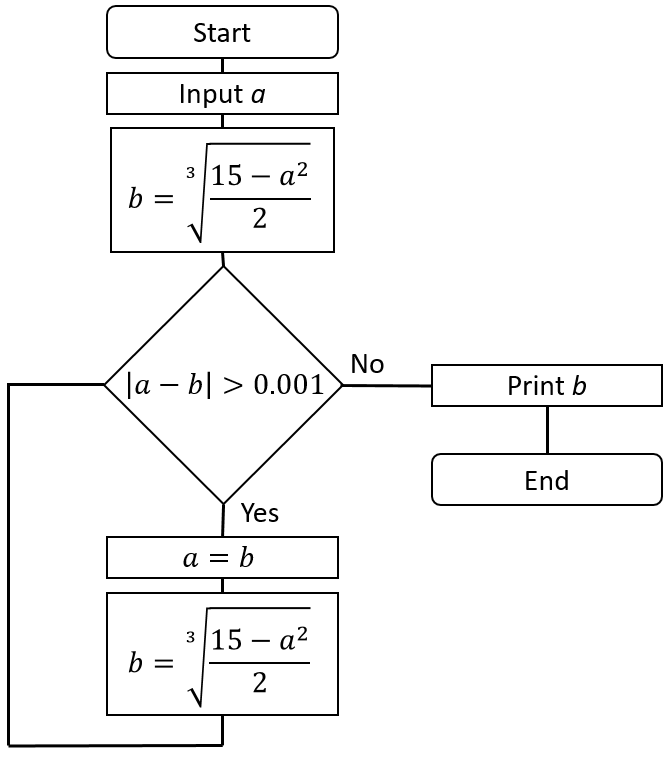 Start
Input a
b = ∛((15 − a²)/2)
|a − b| > 0.001
No
Print b
End
Yes
a = b
b = ∛((15 − a²)/2)